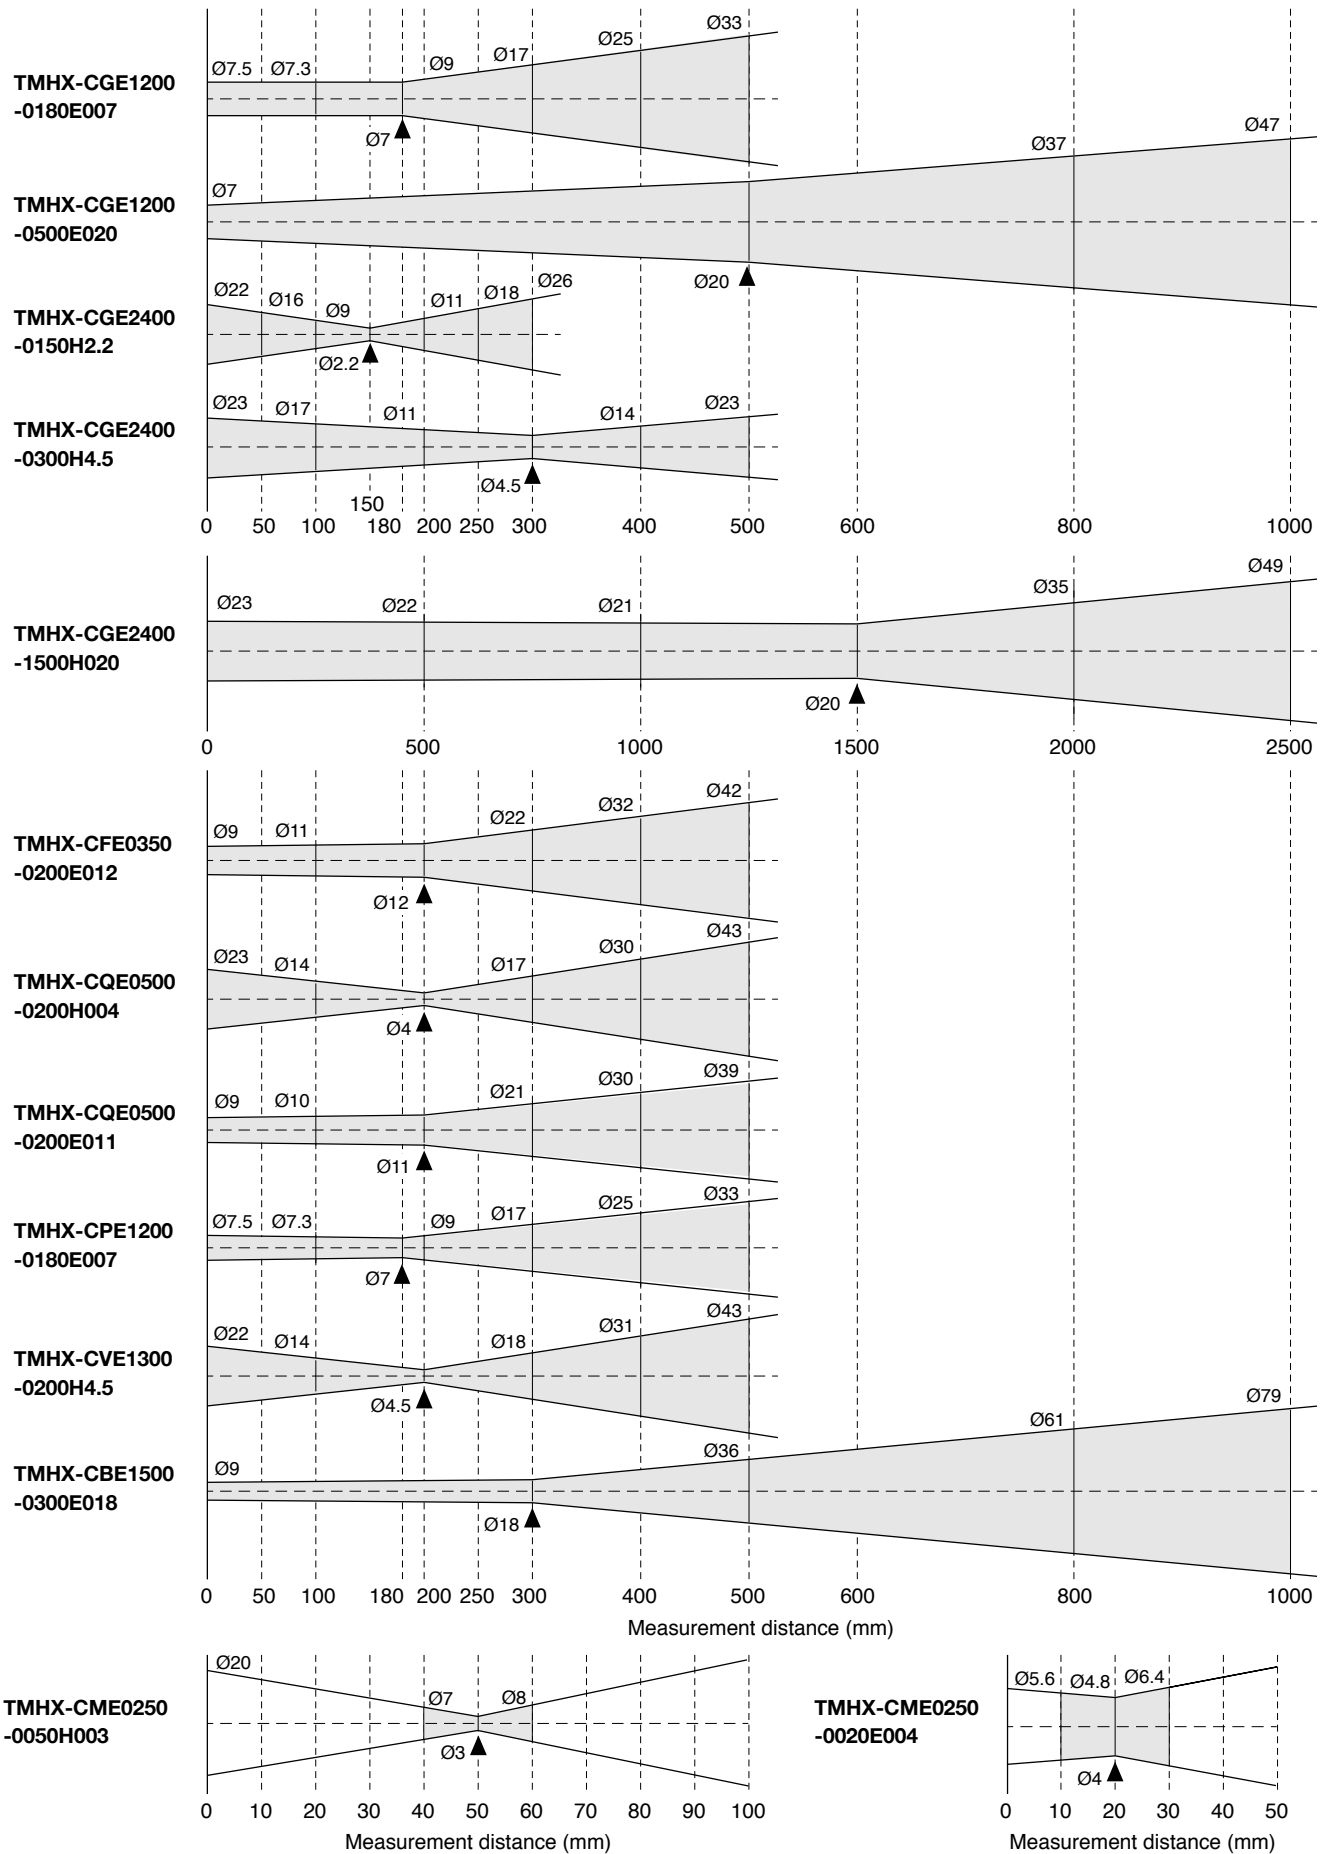 Ø33
Ø25
Ø17
Ø9
Ø7.5 Ø7.3
TMHX-CGE1200
-0180E007
Ø7
Ø47
Ø37
Ø7
TMHX-CGE1200
-0500E020
Ø20
Ø26
Ø22 Ø16 Ø9 Ø11 Ø18
TMHX-CGE2400
-0150H2.2
Ø2.2
Ø23 Ø17 Ø11 Ø14 Ø23
TMHX-CGE2400
-0300H4.5
Ø4.5
150
0 50 100 180 200 250 300 400 500 600 800 1000
Ø49
Ø35
Ø23 Ø22 Ø21
TMHX-CGE2400
-1500H020
Ø20
0 500 1000 1500 2000 2500
Ø42
Ø32
Ø22
Ø9 Ø11
TMHX-CFE0350
-0200E012
Ø12
Ø43
Ø30
Ø23 Ø14 Ø17
TMHX-CQE0500
-0200H004
Ø4
Ø39
Ø30
Ø21
Ø9 Ø10
TMHX-CQE0500
-0200E011
Ø11
Ø33
Ø25
Ø17
Ø7.5 Ø7.3 Ø9
TMHX-CPE1200
-0180E007
Ø7
Ø43
Ø31
Ø22 Ø14 Ø18
TMHX-CVE1300
-0200H4.5
Ø4.5
Ø79
Ø61
Ø36
Ø9
TMHX-CBE1500
-0300E018
Ø18
0 50 100 180 200 250 300 400 500 600 800 1000
Measurement distance (mm)
Ø20
Ø7 Ø8
TMHX-CME0250
-0050H003
Ø3
0 10 20 30 40 50 60 70 80 90 100
Measurement distance (mm)
Ø5.6 Ø4.8 Ø6.4
TMHX-CME0250
-0020E004
Ø4
0 10 20 30 40 50
Measurement distance (mm)